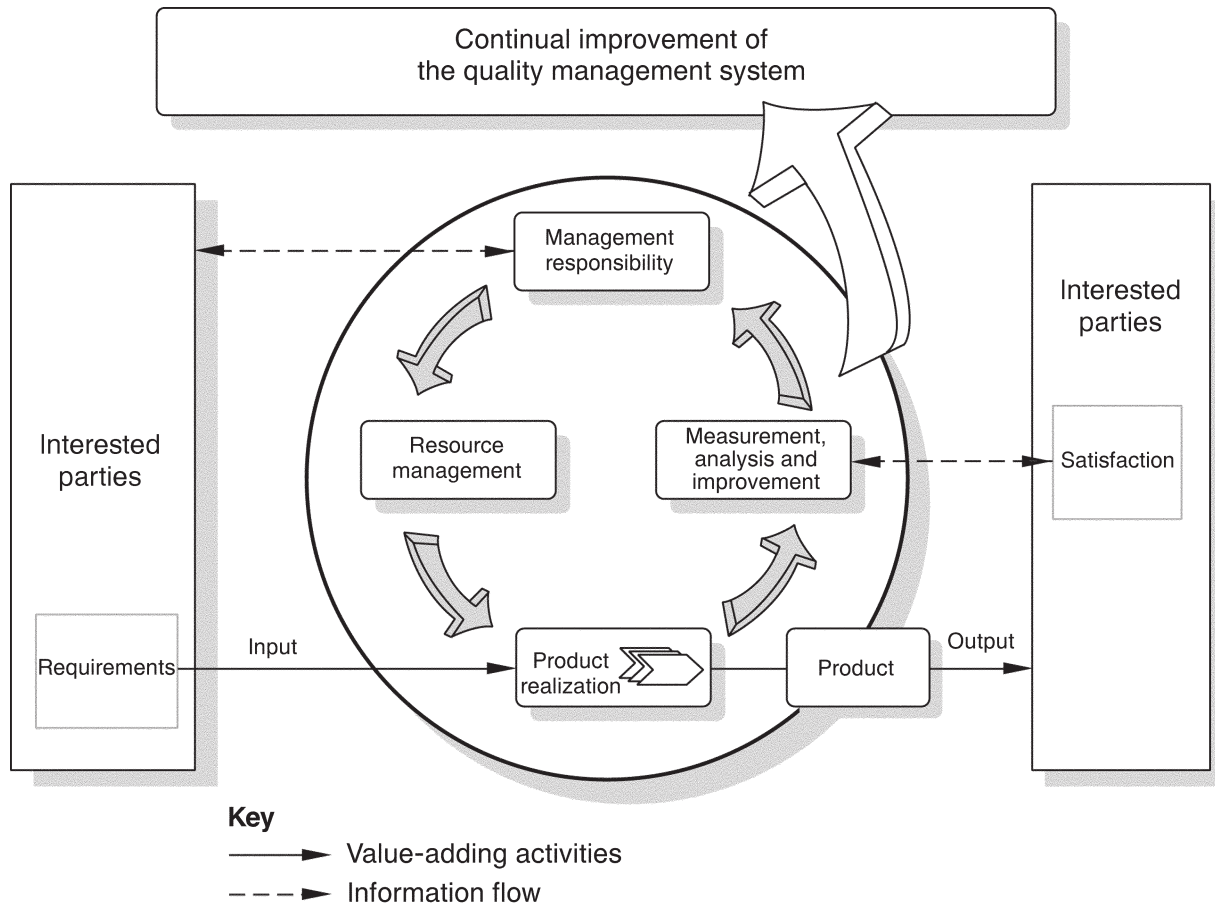 Continual improvement of
the quality management system
Management
responsibility
Interested
parties
Interested
parties
Resource
management
Measurement,
analysis and
improvement
Satisfaction
Requirements
Input
Product
realization
Product
Output
Key
Value-adding activities
Information flow